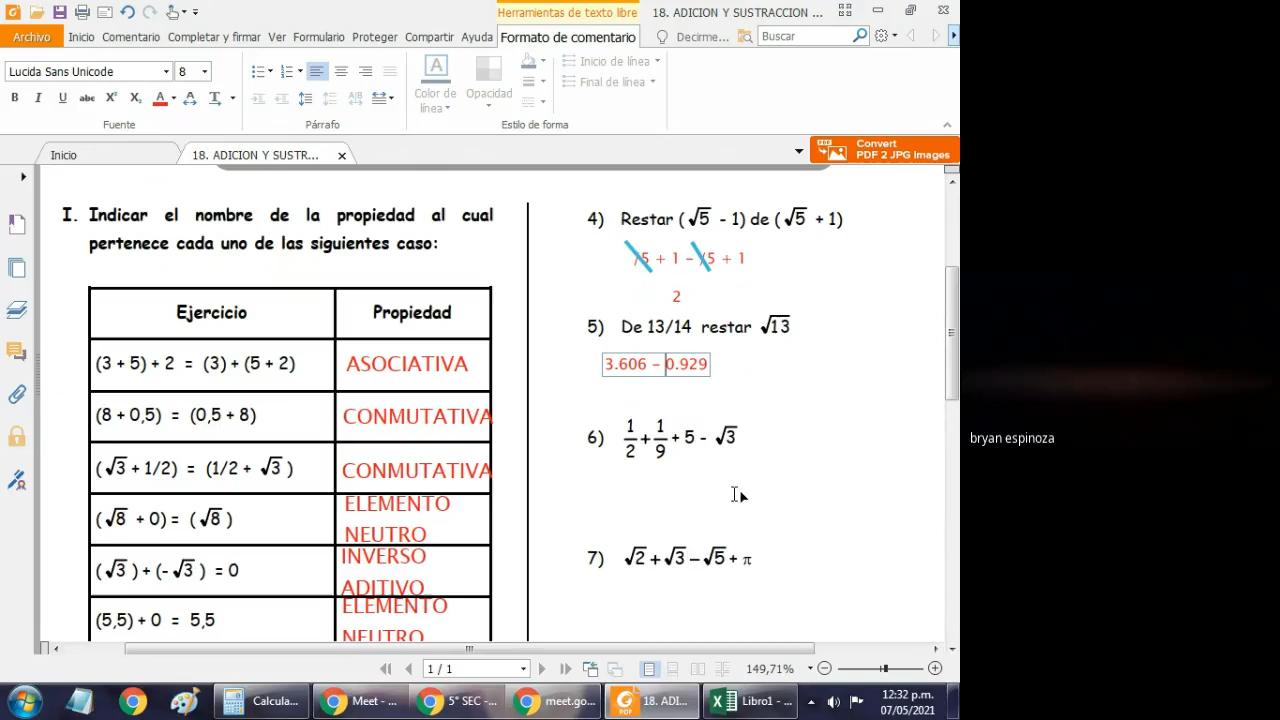 Herramientas de texto libre
18. ADICION Y SUSTRACCION ...
Archivo Inicio Comentario Completar y firmar Ver Formulario Proteger Compartir Ayuda Formato de comentario Decirme... Buscar
Lucida Sans Unicode 8
Color de línea
Opacidad
Inicio de línea
Final de línea
Fuente Párrafo Estilo de forma
Inicio 18. ADICION Y SUSTR...
Convert
PDF 2 JPG Images
I. Indicar el nombre de la propiedad al cual
pertenece cada uno de las siguientes caso:
Ejercicio Propiedad
(3 + 5) + 2 = (3) + (5 + 2) ASOCIATIVA
(8 + 0,5) = (0,5 + 8) CONMUTATIVA
(√3 + 1/2) = (1/2 + √3 ) CONMUTATIVA
(√8 + 0) = (√8 ) ELEMENTO NEUTRO
(√3 ) + (-√3 ) = 0 INVERSO ADITIVO
(5,5) + 0 = 5,5 ELEMENTO NEUTRO
4) Restar (√5 - 1) de (√5 + 1)
/5 + 1 – /5 + 1
2
5) De 13/14 restar √13
3.606 – 0.929
6) 1/2 + 1/9 + 5 - √3
7) √2 + √3 – √5 + π
bryan espinoza
1 / 1
149,71%
Calcula...
Meet - ...
5° SEC -...
meet.go...
18. ADI...
Libro1 - ...
12:32 p.m.
07/05/2021